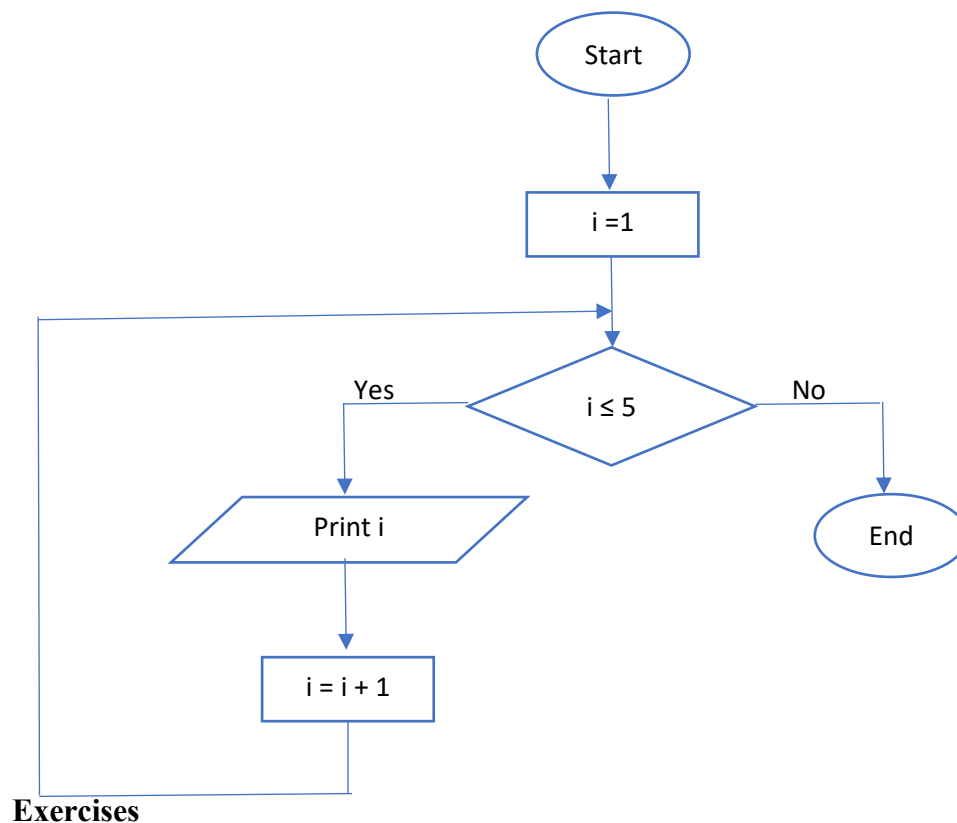 Start
i =1
Yes
i ≤ 5
No
Print i
End
i = i + 1
Exercises